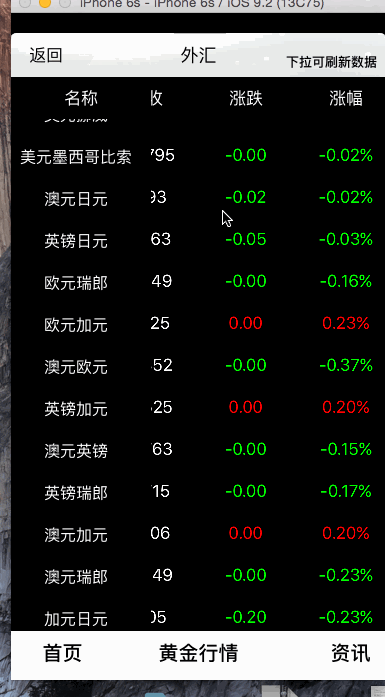 iPhone 6s - iPhone 6s / iOS 9.2 (13C75)
返回 外汇 下拉可刷新数据
名称 收 涨跌 涨幅
美元墨西哥比索 795 -0.00 -0.02%
澳元日元 93 -0.02 -0.02%
英镑日元 63 -0.05 -0.03%
欧元瑞郎 49 -0.00 -0.16%
欧元加元 25 0.00 0.23%
澳元欧元 52 -0.00 -0.37%
英镑加元 25 0.00 0.20%
澳元英镑 63 -0.00 -0.15%
英镑瑞郎 15 -0.00 -0.17%
澳元加元 06 0.00 0.20%
澳元瑞郎 49 -0.00 -0.23%
加元日元 05 -0.20 -0.23%
首页 黄金行情 资讯